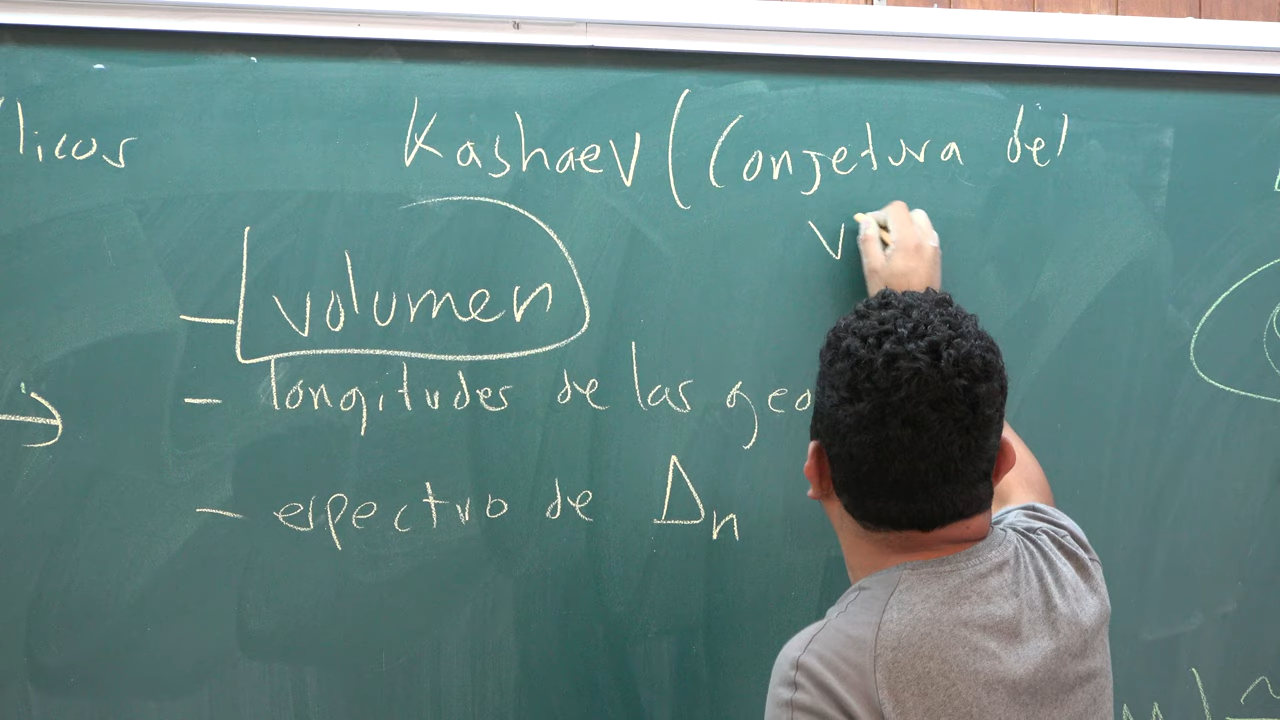 licos
Kashaev (Conjetura del
v
- volumen
- longitudes de las geo
- espectro de Δn